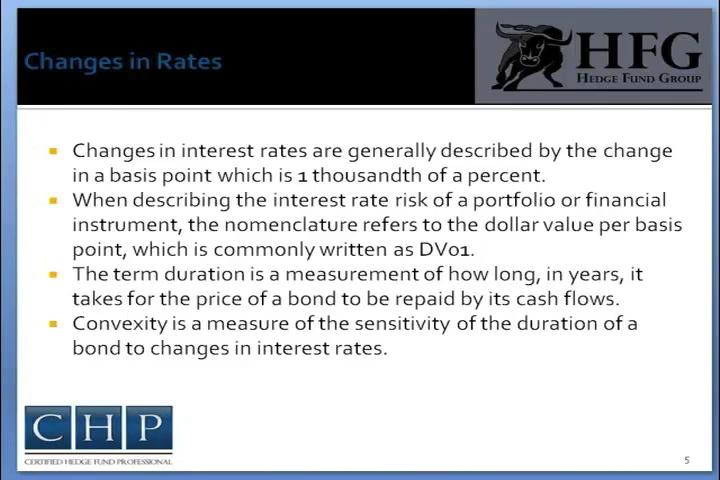 Changes in Rates
HFG
HEDGE FUND GROUP
Changes in interest rates are generally described by the change
in a basis point which is 1 thousandth of a percent.
When describing the interest rate risk of a portfolio or financial
instrument, the nomenclature refers to the dollar value per basis
point, which is commonly written as DV01.
The term duration is a measurement of how long, in years, it
takes for the price of a bond to be repaid by its cash flows.
Convexity is a measure of the sensitivity of the duration of a
bond to changes in interest rates.
CHP
CERTIFIED HEDGE FUND PROFESSIONAL
5